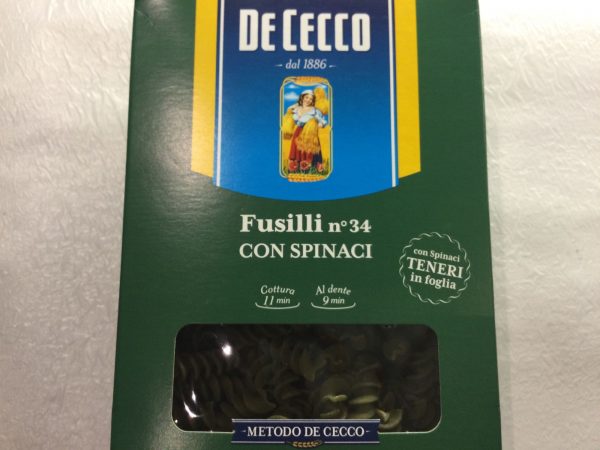 DE CECCO
dal 1886
Fusilli n° 34
CON SPINACI
con Spinaci
TENERI
in foglia
Cottura
11 min
Al dente
9 min
METODO DE CECCO